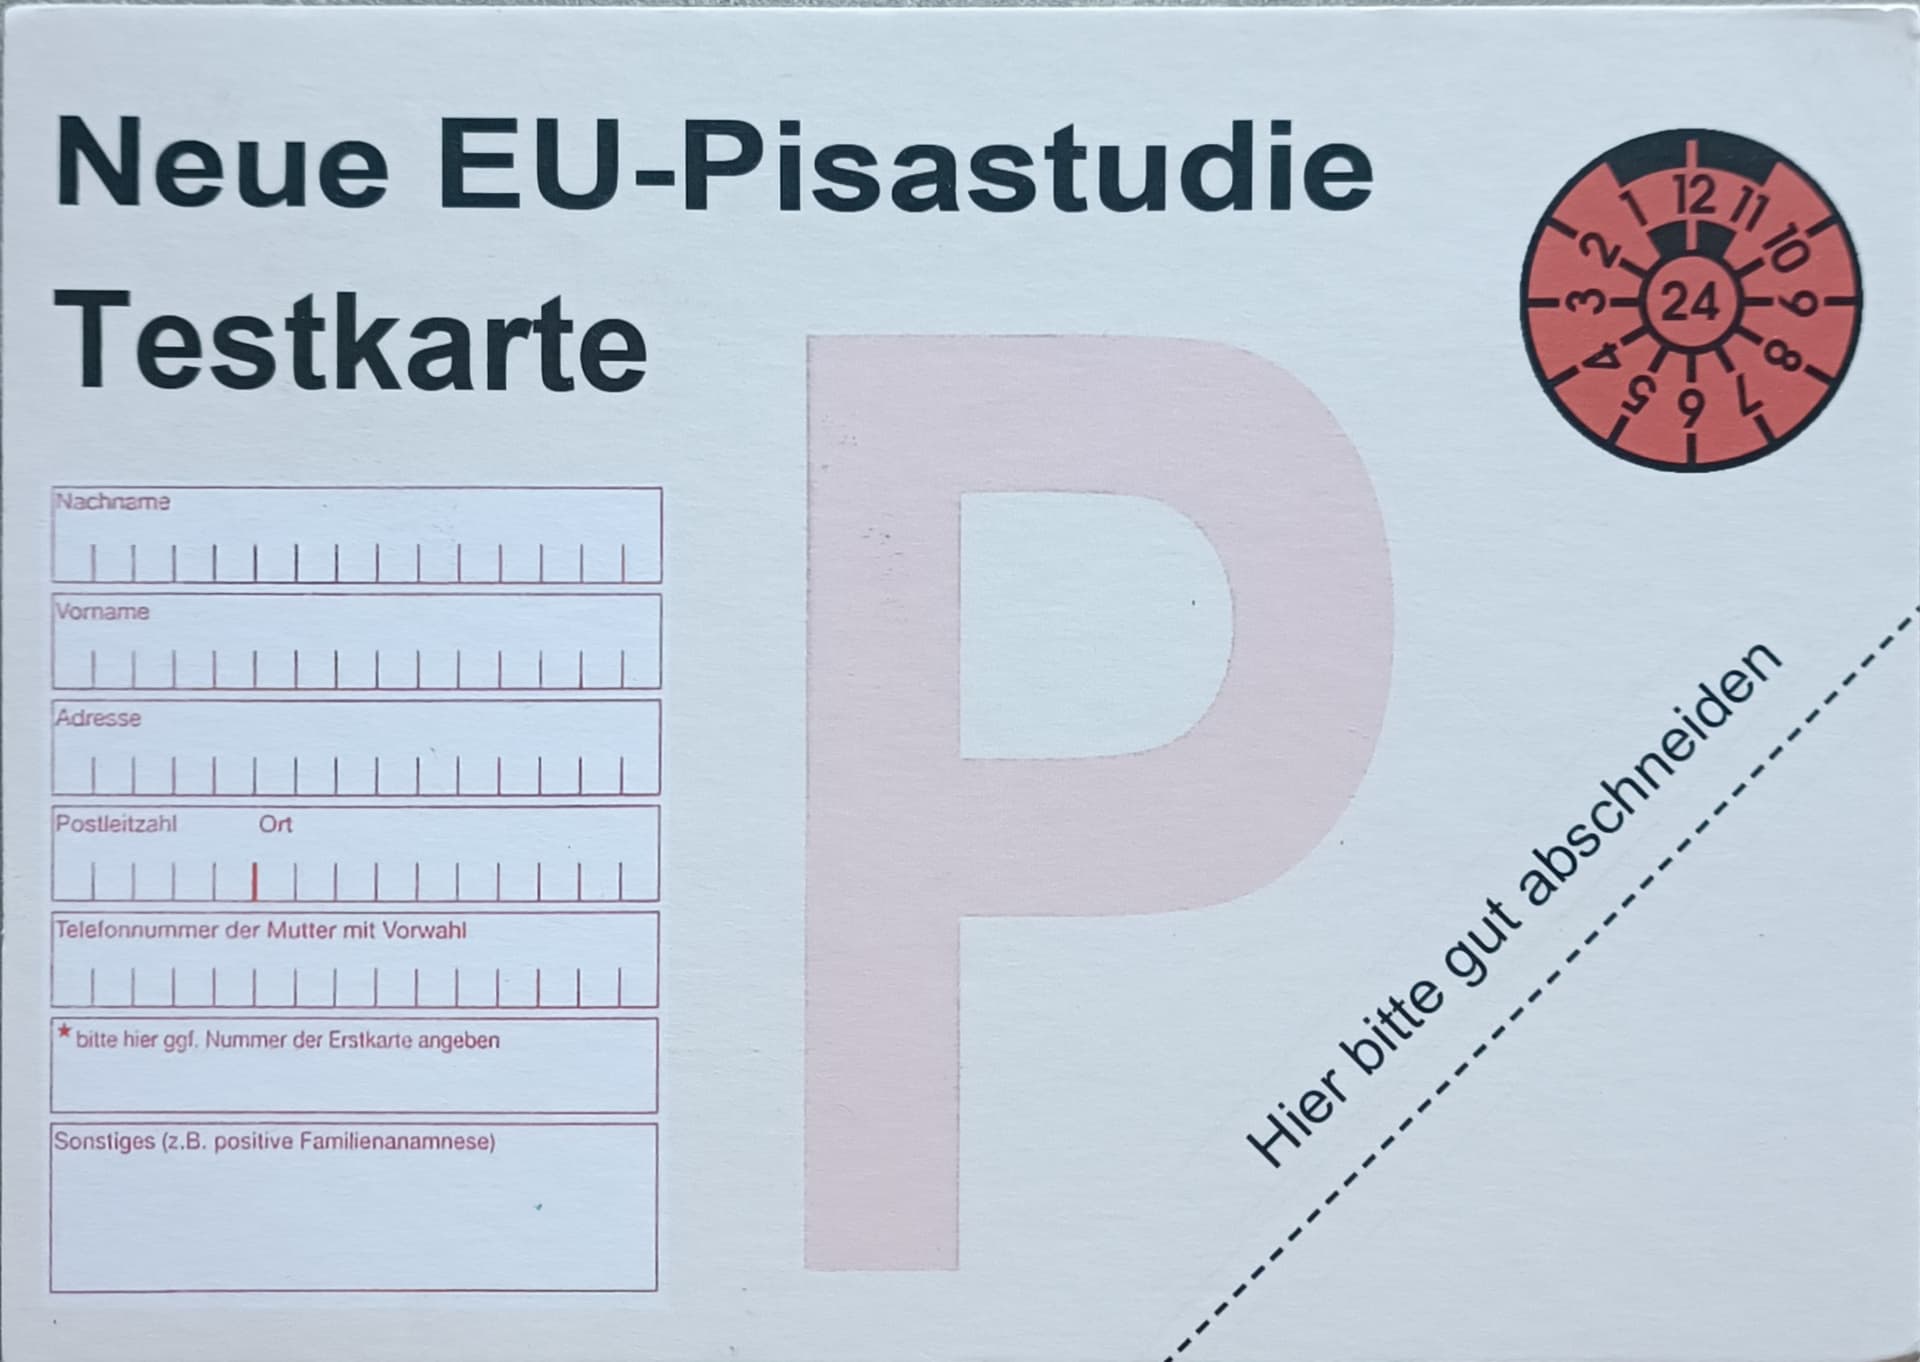 Neue EU-Pisastudie
Testkarte
1 12 11 10 9 8 7 6 5 4 3 2
24
P
Nachname
Vorname
Adresse
Postleitzahl Ort
Telefonnummer der Mutter mit Vorwahl
* bitte hier ggf. Nummer der Erstkarte angeben
Sonstiges (z.B. positive Familienanamnese)
Hier bitte gut abschneiden